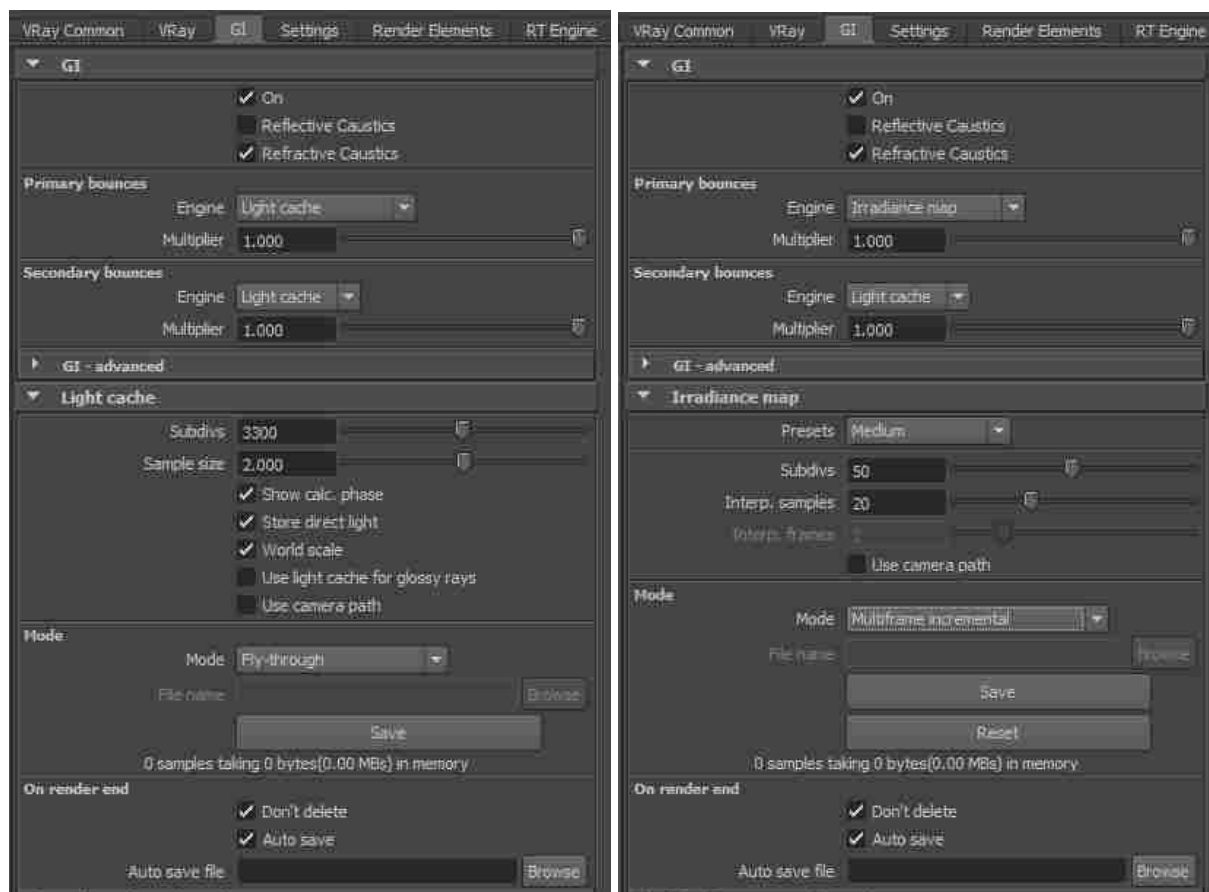 VRay Common VRay GI Settings Render Elements RT Engine
GI
On
Reflective Caustics
Refractive Caustics
Primary bounces
Engine Light cache
Multiplier 1.000
Secondary bounces
Engine Light cache
Multiplier 1.000
GI - advanced
Light cache
Subdivs 3300
Sample size 2.000
Show calc. phase
Store direct light
World scale
Use light cache for glossy rays
Use camera path
Mode
Mode Fly-through
File name Browse
Save
0 samples taking 0 bytes(0.00 MBs) in memory
On render end
Don't delete
Auto save
Auto save file Browse
VRay Common VRay GI Settings Render Elements RT Engine
GI
On
Reflective Caustics
Refractive Caustics
Primary bounces
Engine Irradiance map
Multiplier 1.000
Secondary bounces
Engine Light cache
Multiplier 1.000
GI - advanced
Irradiance map
Presets Medium
Subdivs 50
Interp. samples 20
Interp. frames
Use camera path
Mode
Mode Multiframe incremental
File name Browse
Save
Reset
0 samples taking 0 bytes(0.00 MBs) in memory
On render end
Don't delete
Auto save
Auto save file Browse